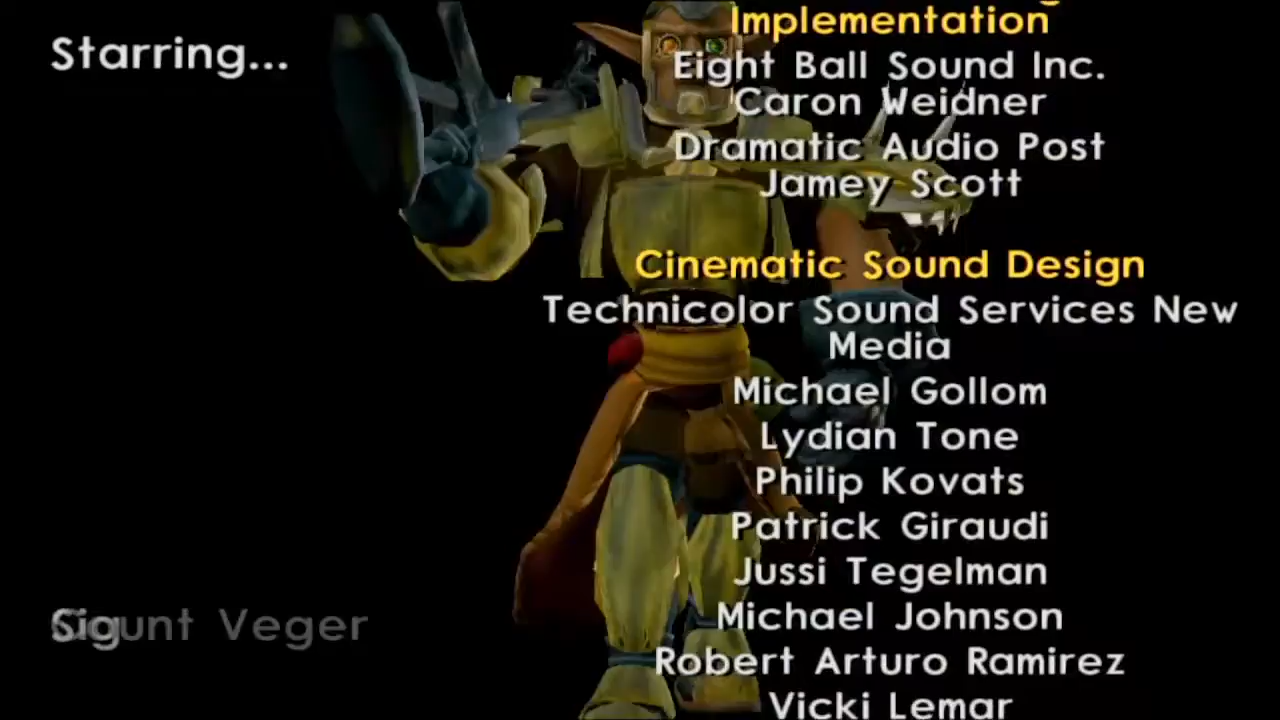 Starring...
Implementation
Eight Ball Sound Inc.
Caron Weidner
Dramatic Audio Post
Jamey Scott
Cinematic Sound Design
Technicolor Sound Services New
Media
Michael Gollom
Lydian Tone
Philip Kovats
Patrick Giraudi
Jussi Tegelman
Michael Johnson
Robert Arturo Ramirez
Vicki Lemar
Sig
Veger